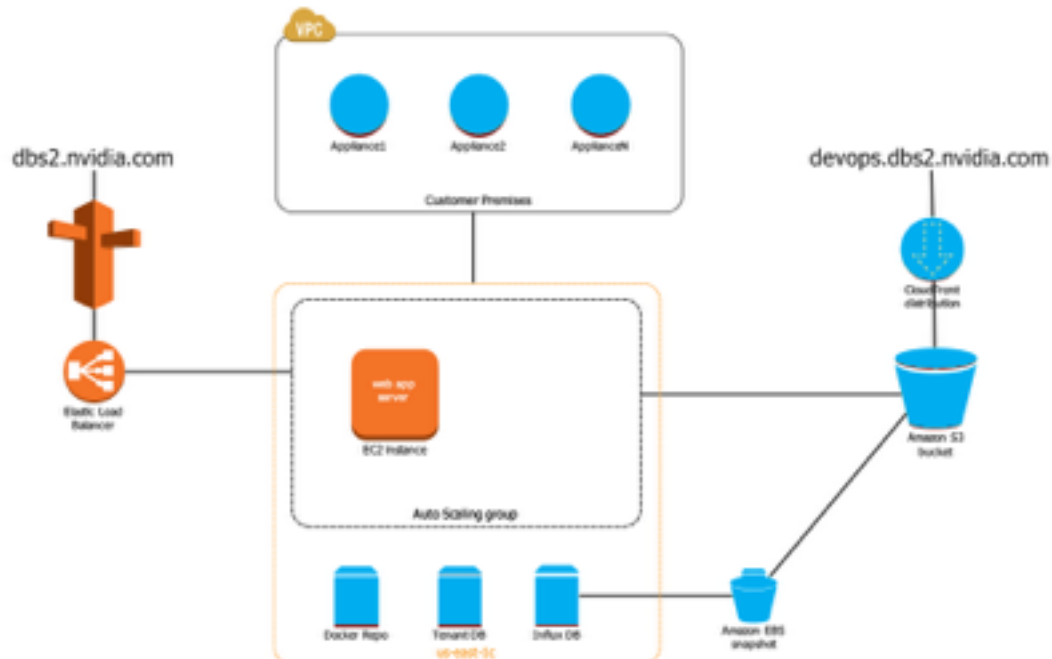 VPC
Appliance1
Appliance2
ApplianceN
Customer Premises
dbs2.nvidia.com
devops.dbs2.nvidia.com
CloudFront
distribution
web app
server
EC2 Instance
Elastic Load
Balancer
Amazon S3
bucket
Auto Scaling group
Docker Repo
Tenant DB
Influx DB
us-east-1c
Amazon EBS
snapshot